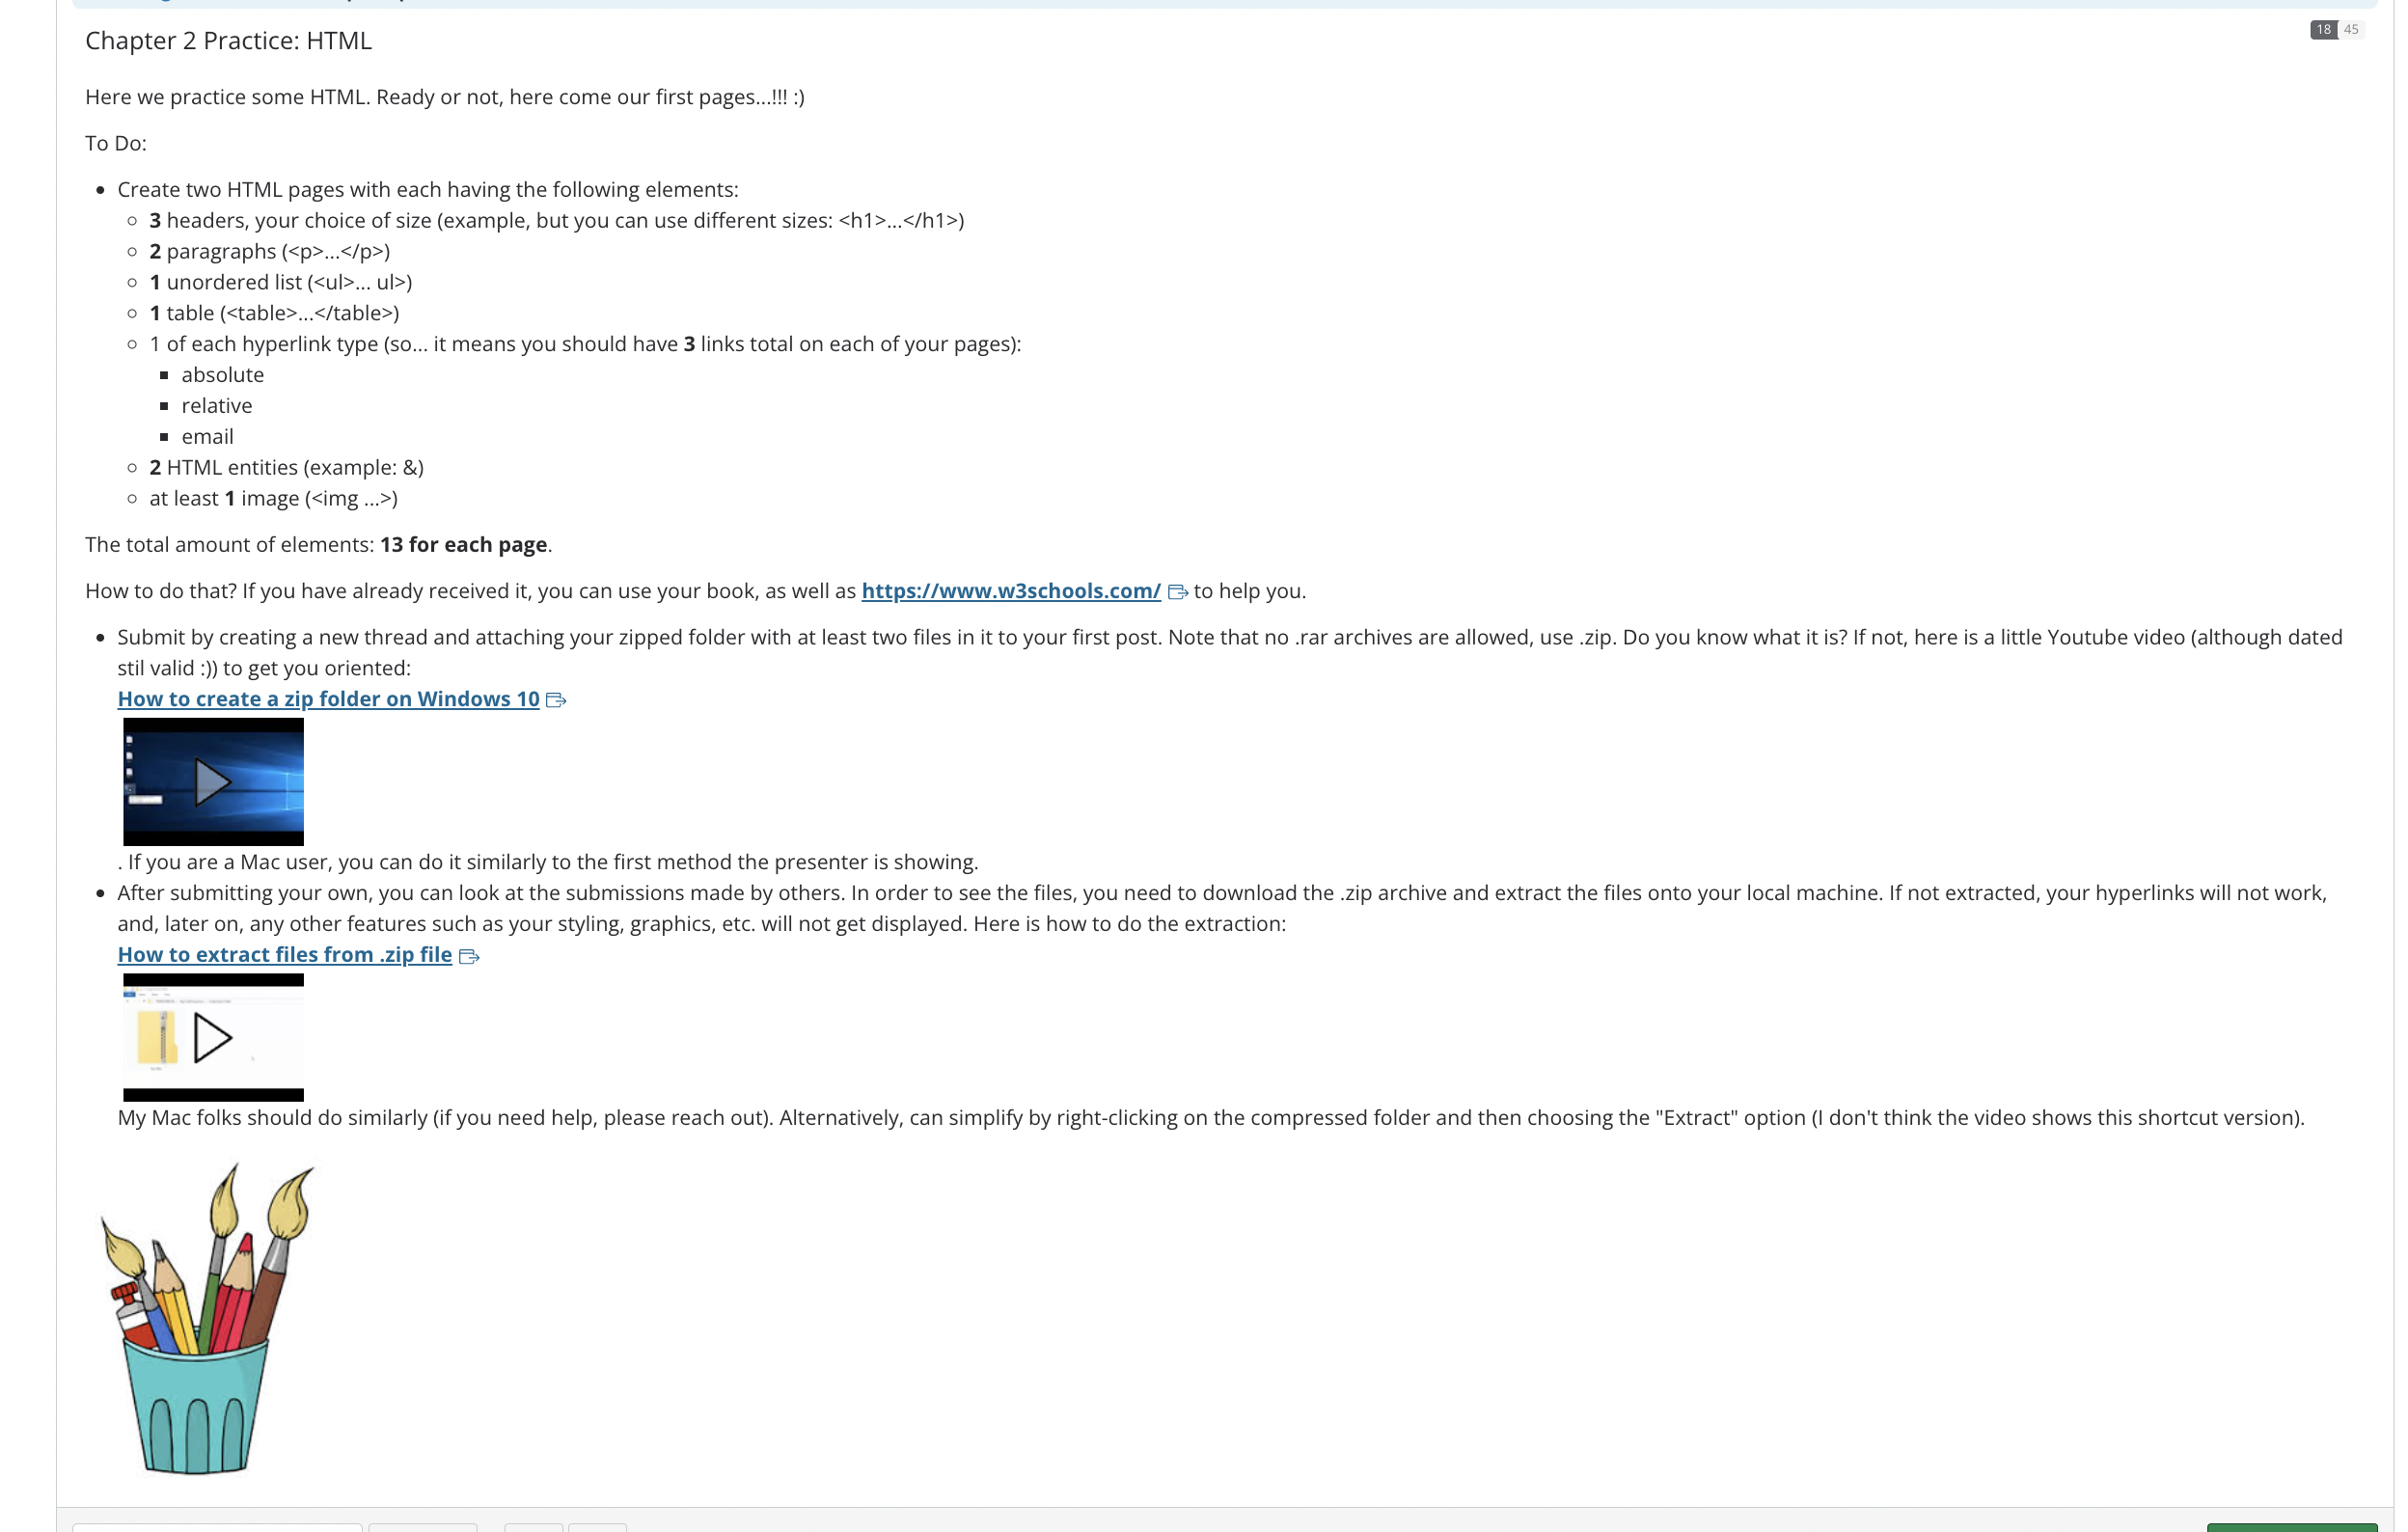 Chapter 2 Practice: HTML
18 45
Here we practice some HTML. Ready or not, here come our first pages...!!! :)
To Do:
Create two HTML pages with each having the following elements:
3 headers, your choice of size (example, but you can use different sizes: <h1>...</h1>)
2 paragraphs (<p>...</p>)
1 unordered list (<ul>... ul>)
1 table (<table>...</table>)
1 of each hyperlink type (so... it means you should have 3 links total on each of your pages):
absolute
relative
email
2 HTML entities (example: &)
at least 1 image (<img ...>)
The total amount of elements: 13 for each page.
How to do that? If you have already received it, you can use your book, as well as https://www.w3schools.com/ to help you.
Submit by creating a new thread and attaching your zipped folder with at least two files in it to your first post. Note that no .rar archives are allowed, use .zip. Do you know what it is? If not, here is a little Youtube video (although dated
stil valid :)) to get you oriented:
How to create a zip folder on Windows 10
. If you are a Mac user, you can do it similarly to the first method the presenter is showing.
After submitting your own, you can look at the submissions made by others. In order to see the files, you need to download the .zip archive and extract the files onto your local machine. If not extracted, your hyperlinks will not work,
and, later on, any other features such as your styling, graphics, etc. will not get displayed. Here is how to do the extraction:
How to extract files from .zip file
My Mac folks should do similarly (if you need help, please reach out). Alternatively, can simplify by right-clicking on the compressed folder and then choosing the "Extract" option (I don't think the video shows this shortcut version).